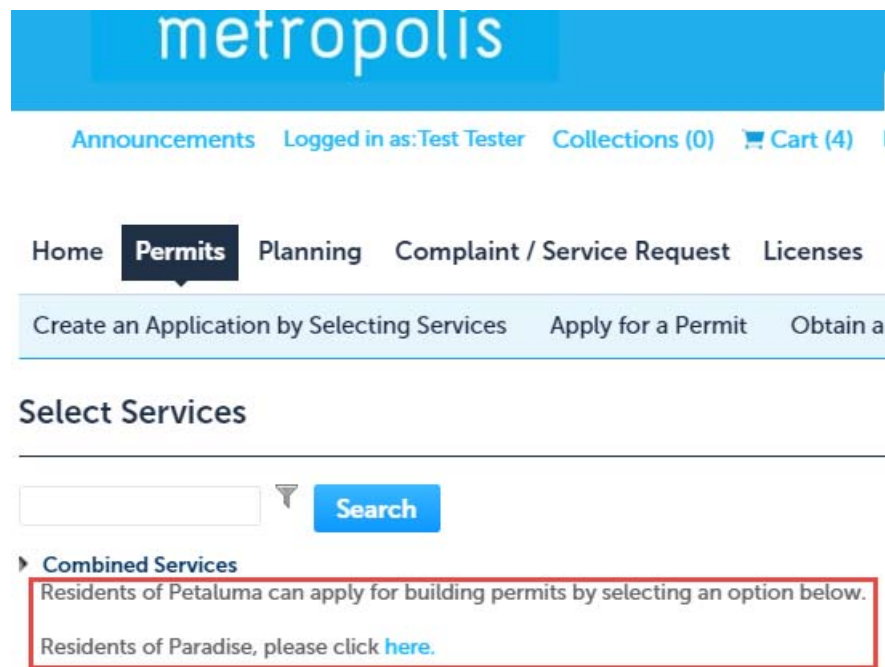 metropolis
Announcements Logged in as:Test Tester Collections (0) Cart (4)
Home Permits Planning Complaint / Service Request Licenses
Create an Application by Selecting Services Apply for a Permit Obtain a
Select Services
Search
Combined Services
Residents of Petaluma can apply for building permits by selecting an option below.
Residents of Paradise, please click here.